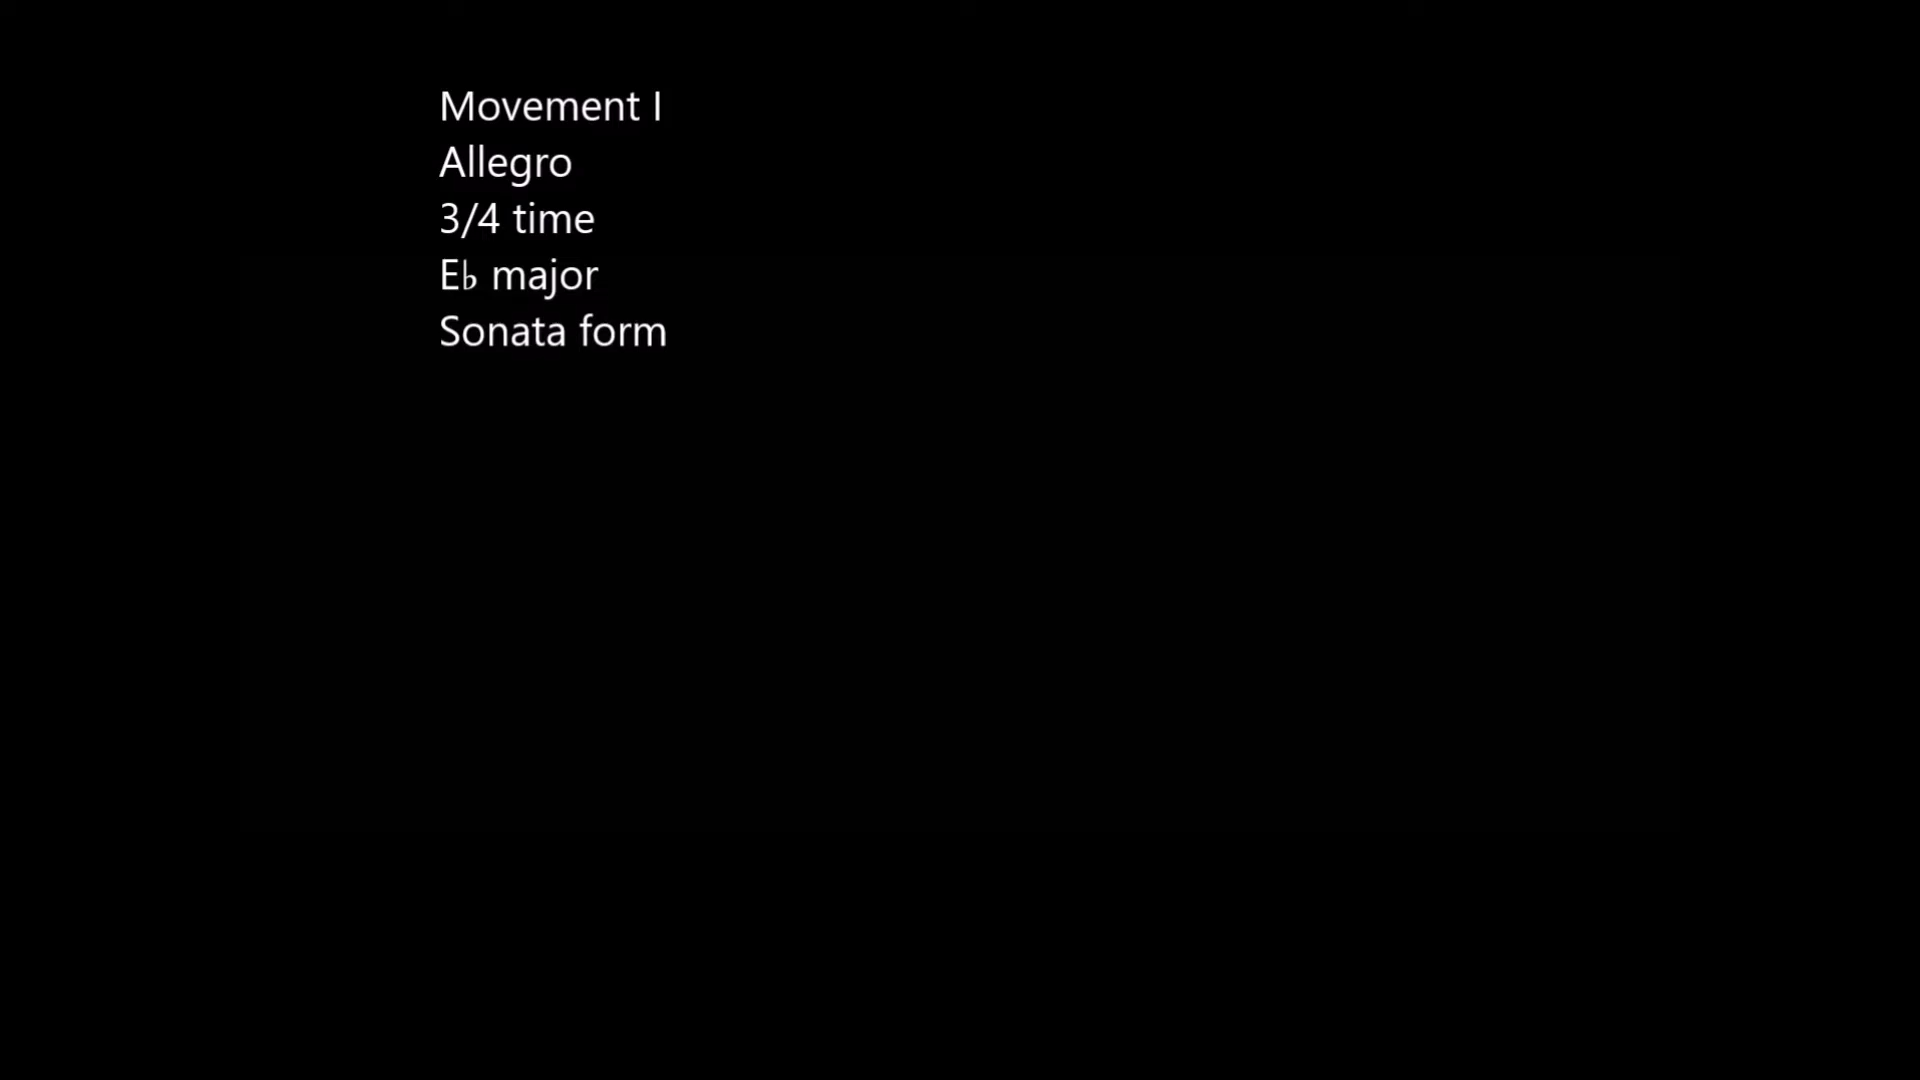 Movement I
Allegro
3/4 time
E♭ major
Sonata form